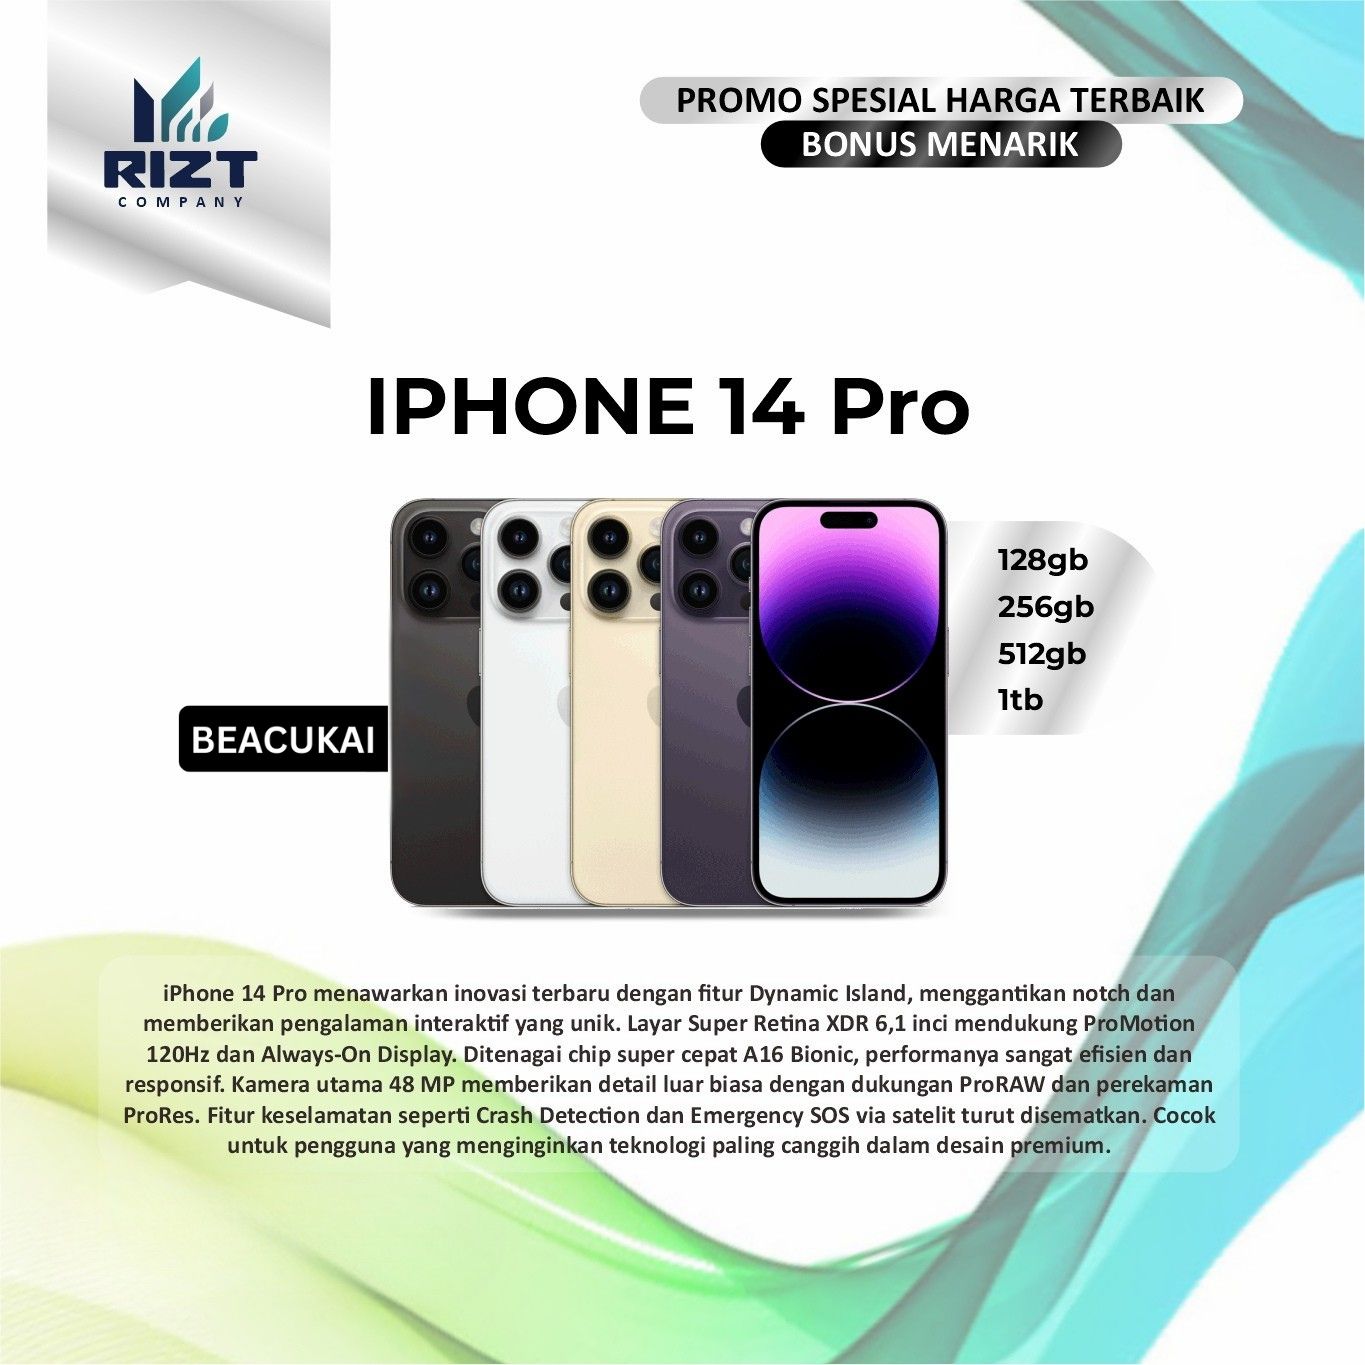 RIZT
COMPANY
PROMO SPESIAL HARGA TERBAIK
BONUS MENARIK
IPHONE 14 Pro
128gb
256gb
512gb
1tb
BEACUKAI
iPhone 14 Pro menawarkan inovasi terbaru dengan fitur Dynamic Island, menggantikan notch dan
memberikan pengalaman interaktif yang unik. Layar Super Retina XDR 6,1 inci mendukung ProMotion
120Hz dan Always-On Display. Ditenagai chip super cepat A16 Bionic, performanya sangat efisien dan
responsif. Kamera utama 48 MP memberikan detail luar biasa dengan dukungan ProRAW dan perekaman
ProRes. Fitur keselamatan seperti Crash Detection dan Emergency SOS via satelit turut disematkan. Cocok
untuk pengguna yang menginginkan teknologi paling canggih dalam desain premium.